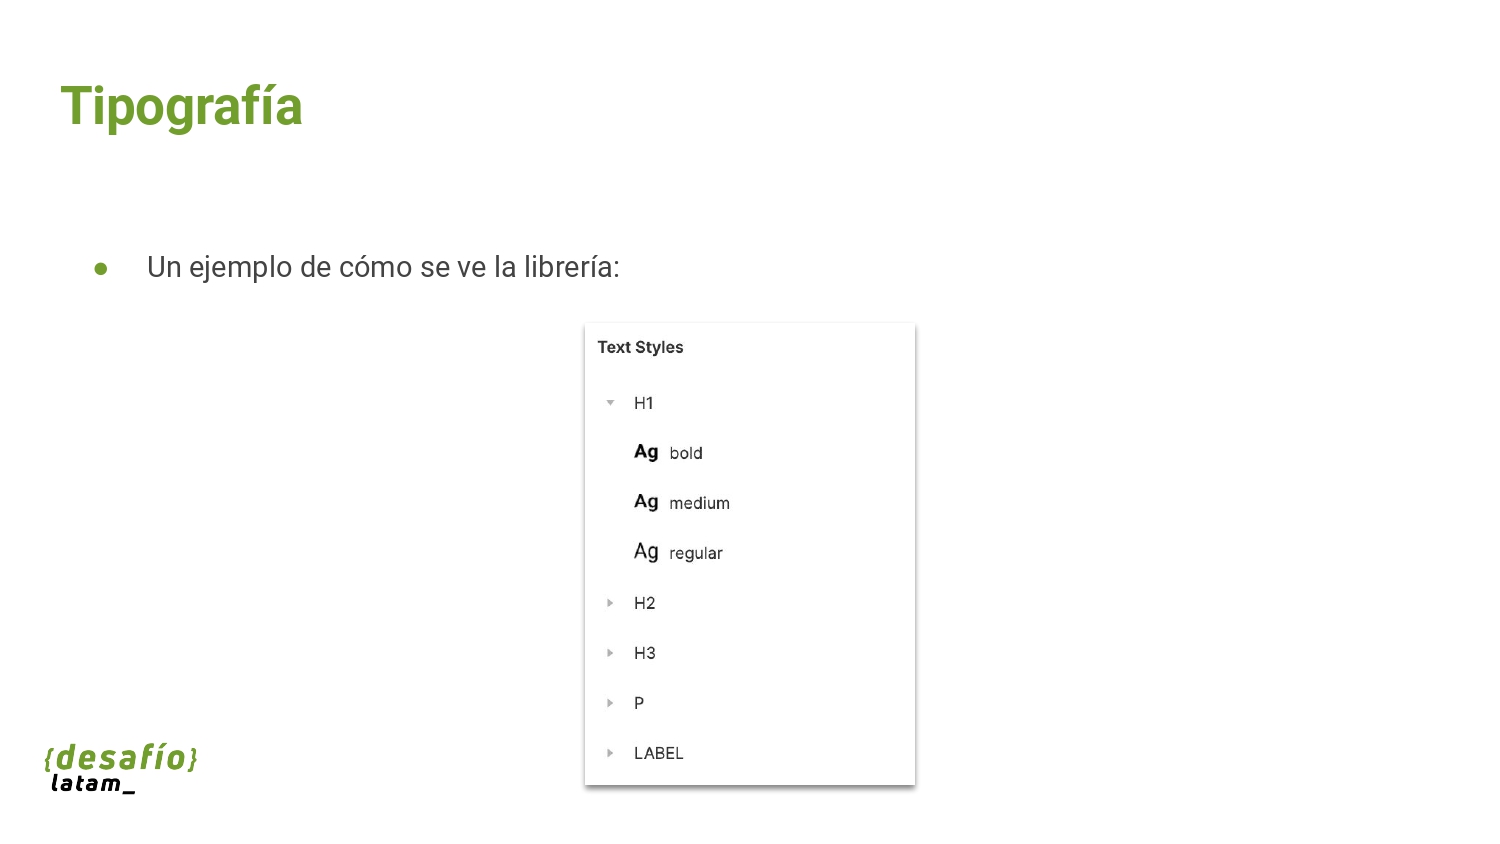 Tipografía
● Un ejemplo de cómo se ve la librería:
Text Styles
H1
Ag bold
Ag medium
Ag regular
H2
H3
P
LABEL
{desafío}
latam_